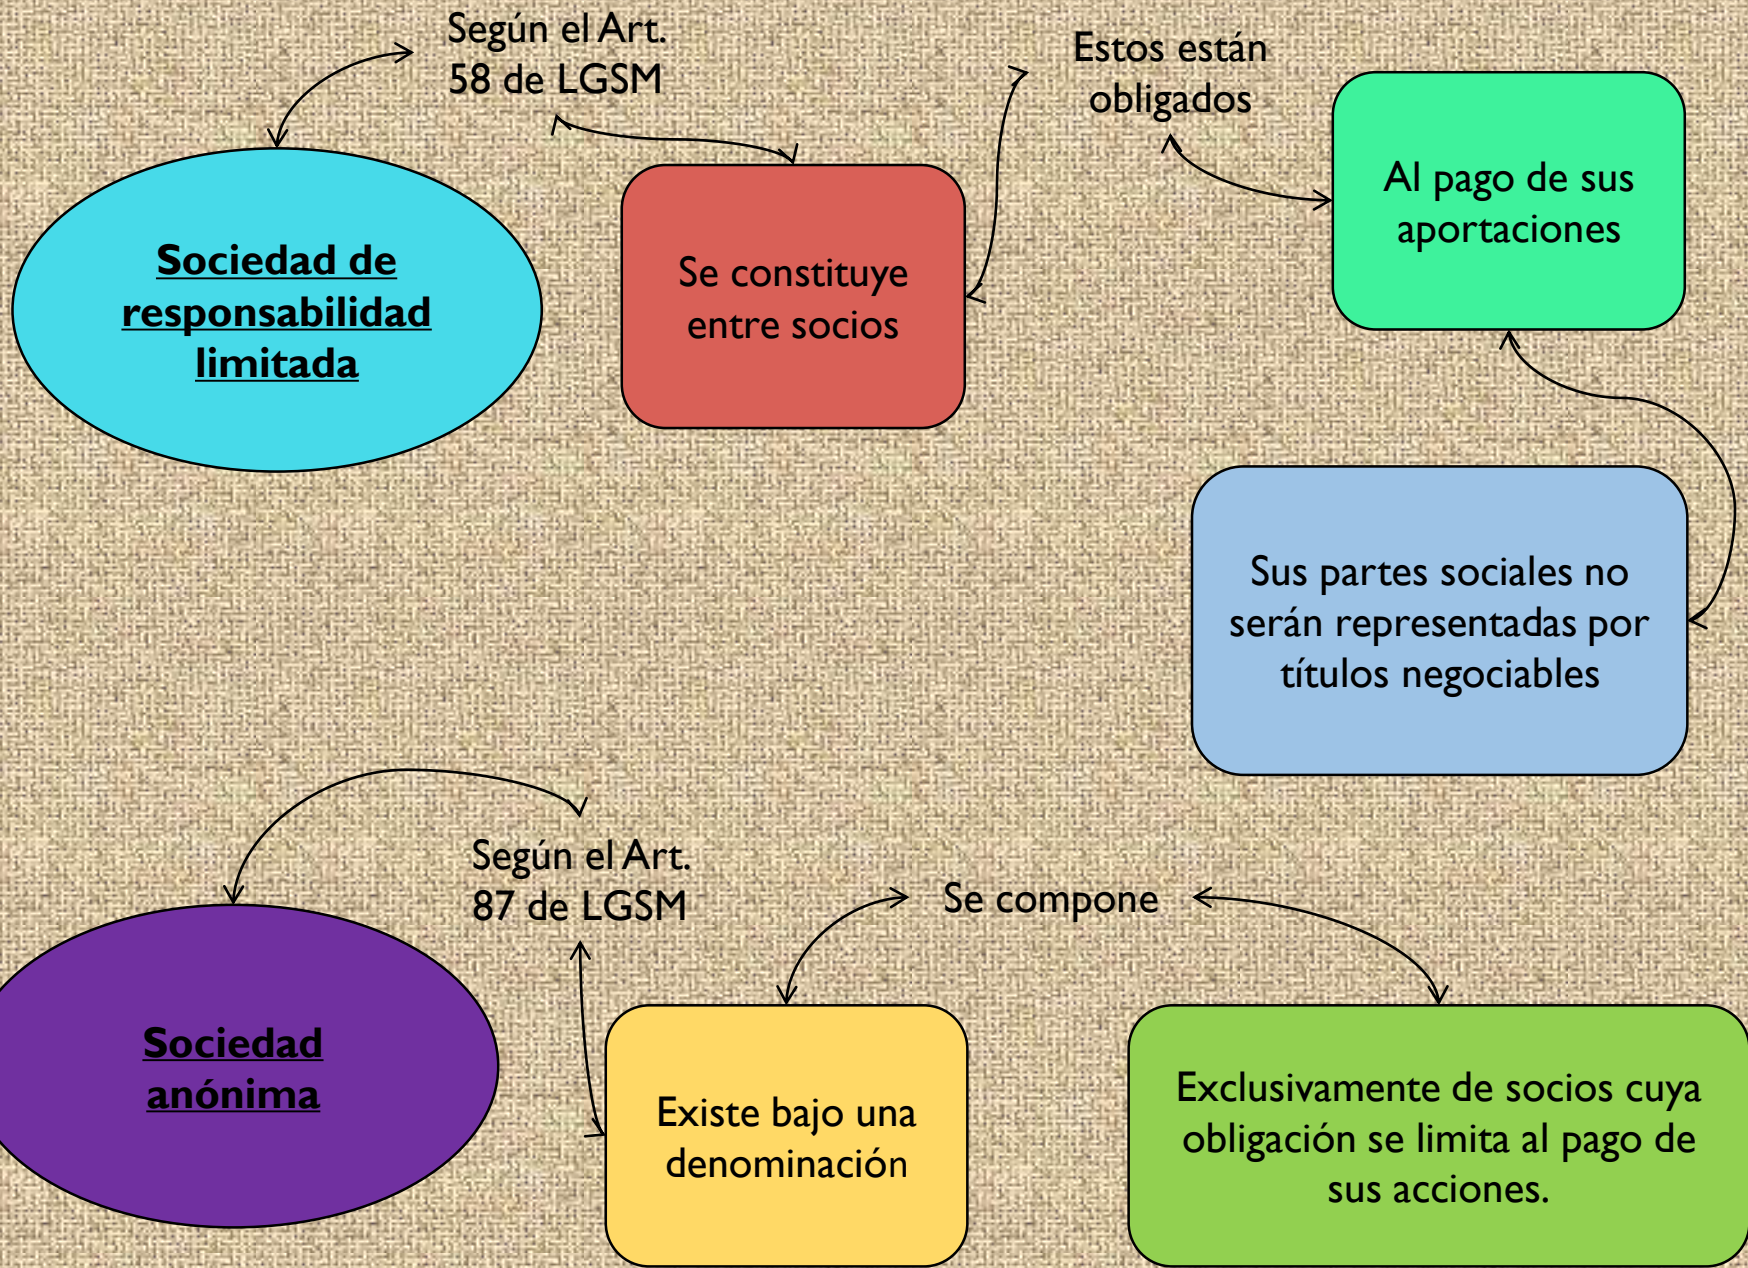 Según el Art.
58 de LGSM
Estos están
obligados
Al pago de sus
aportaciones
Sociedad de
responsabilidad
limitada
Se constituye
entre socios
Sus partes sociales no
serán representadas por
títulos negociables
Según el Art.
87 de LGSM
Se compone
Sociedad
anónima
Existe bajo una
denominación
Exclusivamente de socios cuya
obligación se limita al pago de
sus acciones.